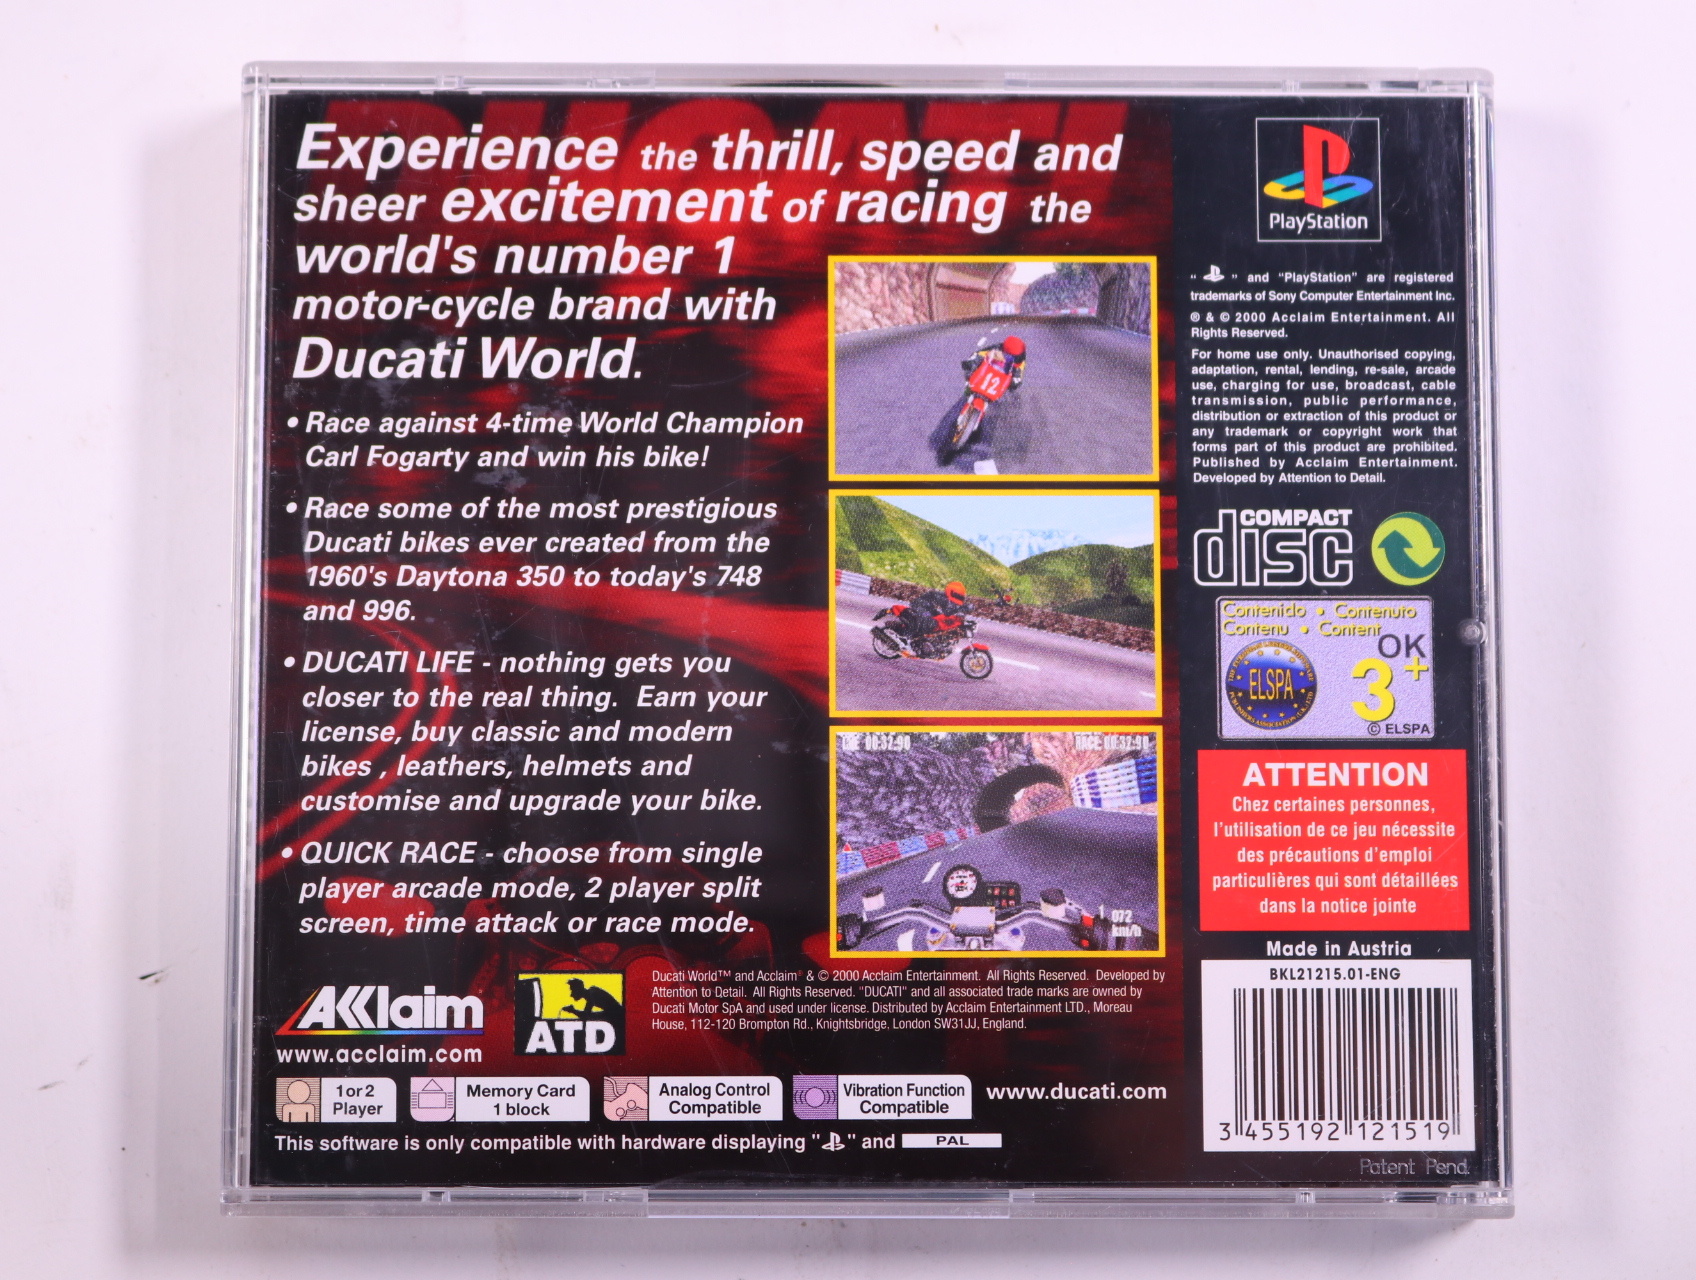 DUCATI
Experience the thrill, speed and
sheer excitement of racing the
world's number 1
motor-cycle brand with
Ducati World.
• Race against 4-time World Champion
Carl Fogarty and win his bike!
• Race some of the most prestigious
Ducati bikes ever created from the
1960's Daytona 350 to today's 748
and 996.
• DUCATI LIFE - nothing gets you
closer to the real thing. Earn your
license, buy classic and modern
bikes , leathers, helmets and
customise and upgrade your bike.
• QUICK RACE - choose from single
player arcade mode, 2 player split
screen, time attack or race mode.
12
00:32:90
RACE 00:32:90
1 072
km/h
AKKlaim
www.acclaim.com
ATD
Ducati World™ and Acclaim® & © 2000 Acclaim Entertainment. All Rights Reserved. Developed by
Attention to Detail. All Rights Reserved. "DUCATI" and all associated trade marks are owned by
Ducati Motor SpA and used under license. Distributed by Acclaim Entertainment LTD., Moreau
House, 112-120 Brompton Rd., Knightsbridge, London SW31JJ, England.
1 or 2
Player
Memory Card
1 block
Analog Control
Compatible
Vibration Function
Compatible
www.ducati.com
This software is only compatible with hardware displaying " " and PAL
PlayStation
" " and "PlayStation" are registered
trademarks of Sony Computer Entertainment Inc.
® & © 2000 Acclaim Entertainment. All
Rights Reserved.
For home use only. Unauthorised copying,
adaptation, rental, lending, re-sale, arcade
use, charging for use, broadcast, cable
transmission, public performance,
distribution or extraction of this product or
any trademark or copyright work that
forms part of this product are prohibited.
Published by Acclaim Entertainment.
Developed by Attention to Detail.
COMPACT
disc
Contenido • Contenuto
Contenu • Content
OK
ELSPA
3+
© ELSPA
ATTENTION
Chez certaines personnes,
l'utilisation de ce jeu nécessite
des précautions d'emploi
particulières qui sont détaillées
dans la notice jointe
Made in Austria
BKL21215.01-ENG
3 455192 121519
Patent Pend.